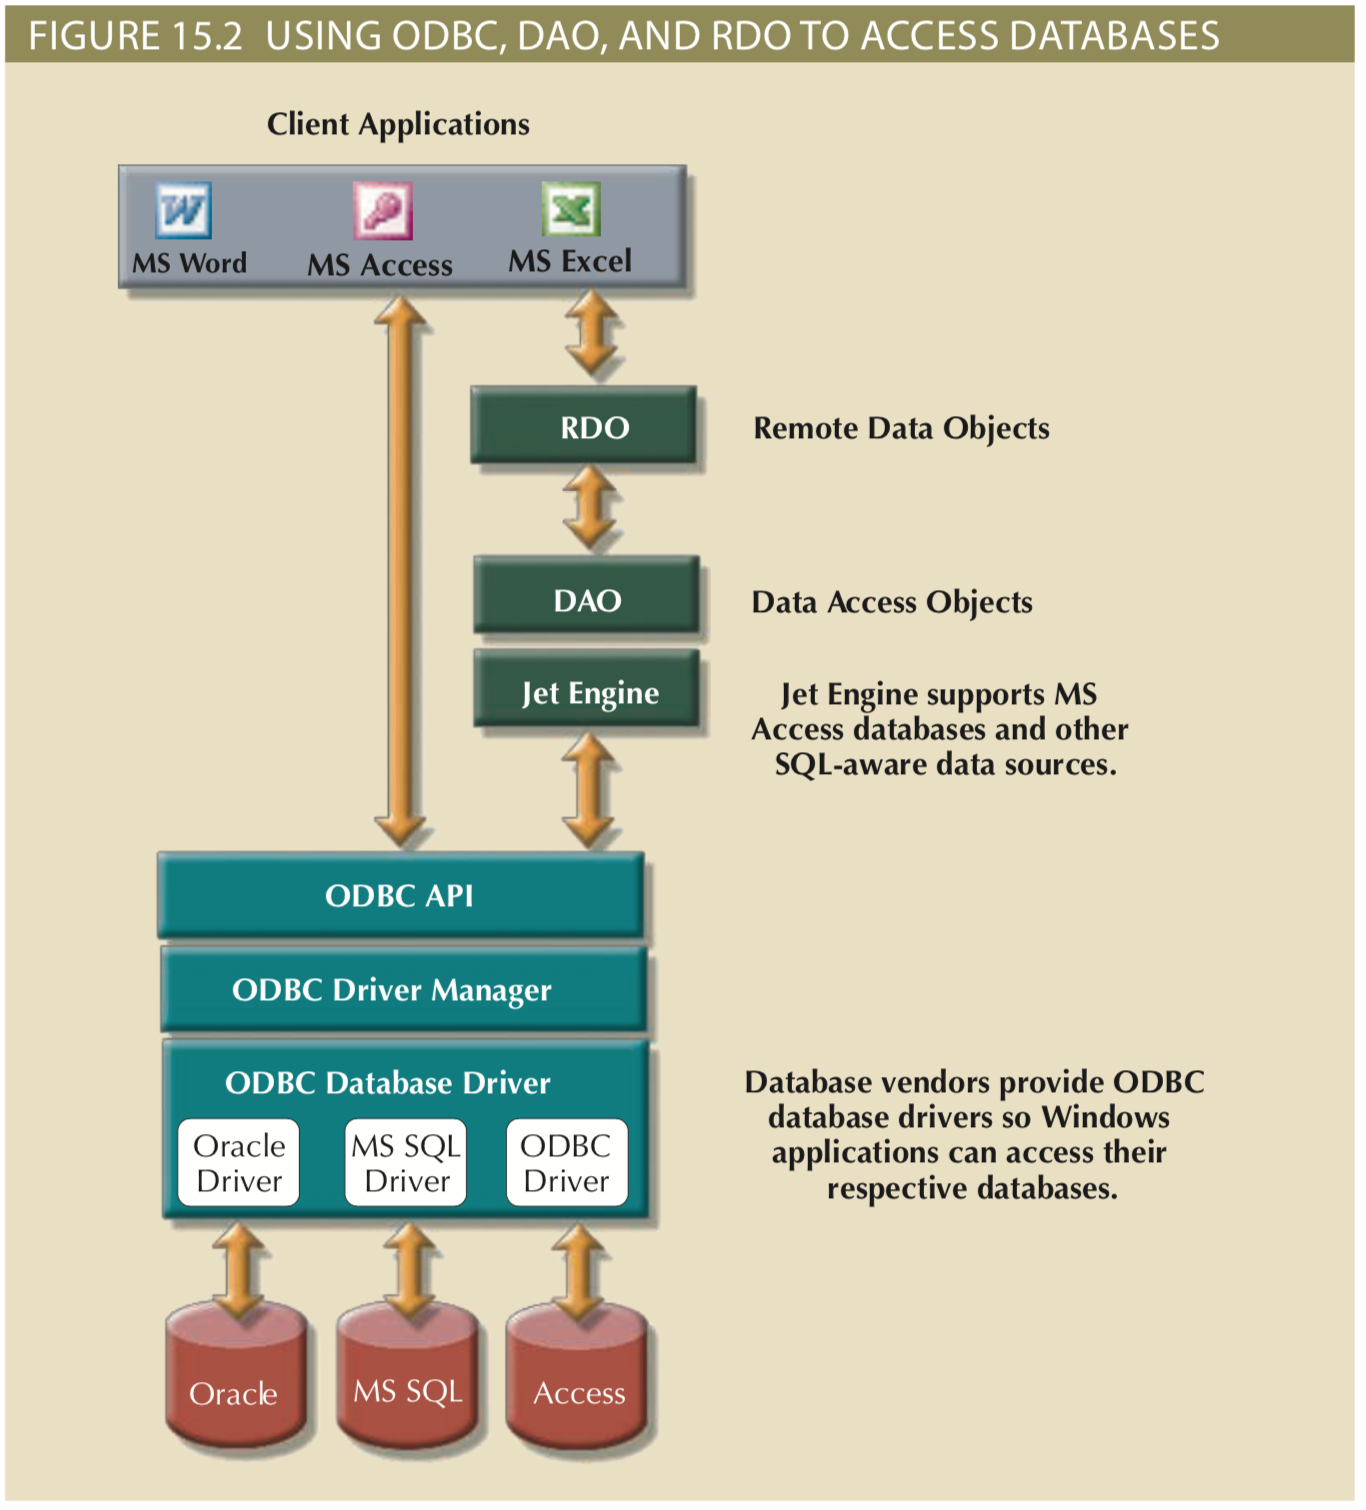 FIGURE 15.2 USING ODBC, DAO, AND RDO TO ACCESS DATABASES
Client Applications
W
MS Word
MS Access
MS Excel
RDO
Remote Data Objects
DAO
Data Access Objects
Jet Engine
Jet Engine supports MS
Access databases and other
SQL-aware data sources.
ODBC API
ODBC Driver Manager
ODBC Database Driver
Oracle
Driver
MS SQL
Driver
ODBC
Driver
Database vendors provide ODBC
database drivers so Windows
applications can access their
respective databases.
Oracle
MS SQL
Access